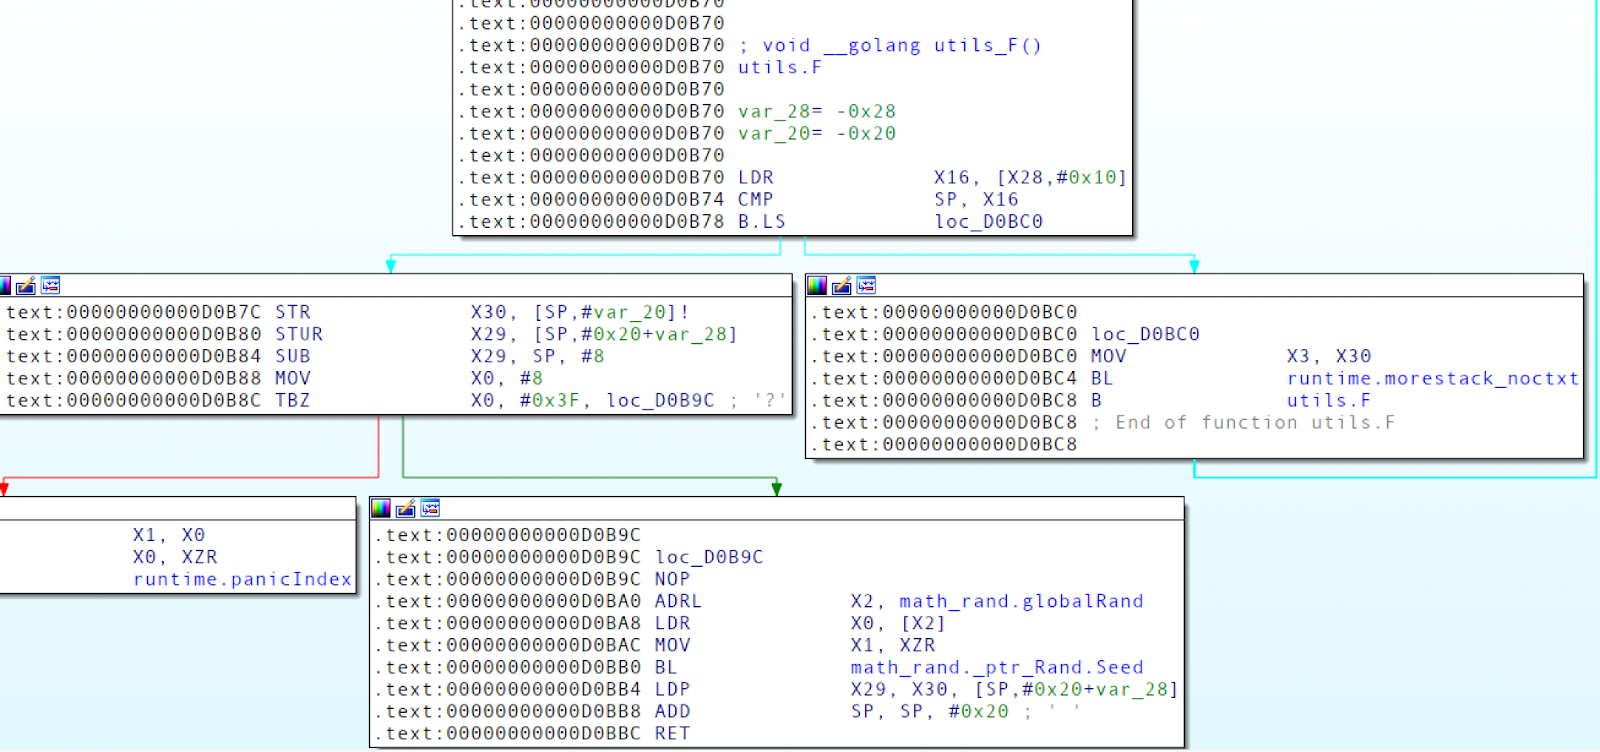 .text:00000000000D0B70
.text:00000000000D0B70
.text:00000000000D0B70 ; void __golang utils_F()
.text:00000000000D0B70 utils.F
.text:00000000000D0B70
.text:00000000000D0B70 var_28= -0x28
.text:00000000000D0B70 var_20= -0x20
.text:00000000000D0B70
.text:00000000000D0B70 LDR X16, [X28,#0x10]
.text:00000000000D0B74 CMP SP, X16
.text:00000000000D0B78 B.LS loc_D0BC0
text:00000000000D0B7C STR X30, [SP,#var_20]!
text:00000000000D0B80 STUR X29, [SP,#0x20+var_28]
text:00000000000D0B84 SUB X29, SP, #8
text:00000000000D0B88 MOV X0, #8
text:00000000000D0B8C TBZ X0, #0x3F, loc_D0B9C ; '?'
.text:00000000000D0BC0
.text:00000000000D0BC0 loc_D0BC0
.text:00000000000D0BC0 MOV X3, X30
.text:00000000000D0BC4 BL runtime.morestack_noctxt
.text:00000000000D0BC8 B utils.F
.text:00000000000D0BC8 ; End of function utils.F
.text:00000000000D0BC8
X1, X0
X0, XZR
runtime.panicIndex
.text:00000000000D0B9C
.text:00000000000D0B9C loc_D0B9C
.text:00000000000D0B9C NOP
.text:00000000000D0BA0 ADRL X2, math_rand.globalRand
.text:00000000000D0BA8 LDR X0, [X2]
.text:00000000000D0BAC MOV X1, XZR
.text:00000000000D0BB0 BL math_rand._ptr_Rand.Seed
.text:00000000000D0BB4 LDP X29, X30, [SP,#0x20+var_28]
.text:00000000000D0BB8 ADD SP, SP, #0x20 ; ' '
.text:00000000000D0BBC RET